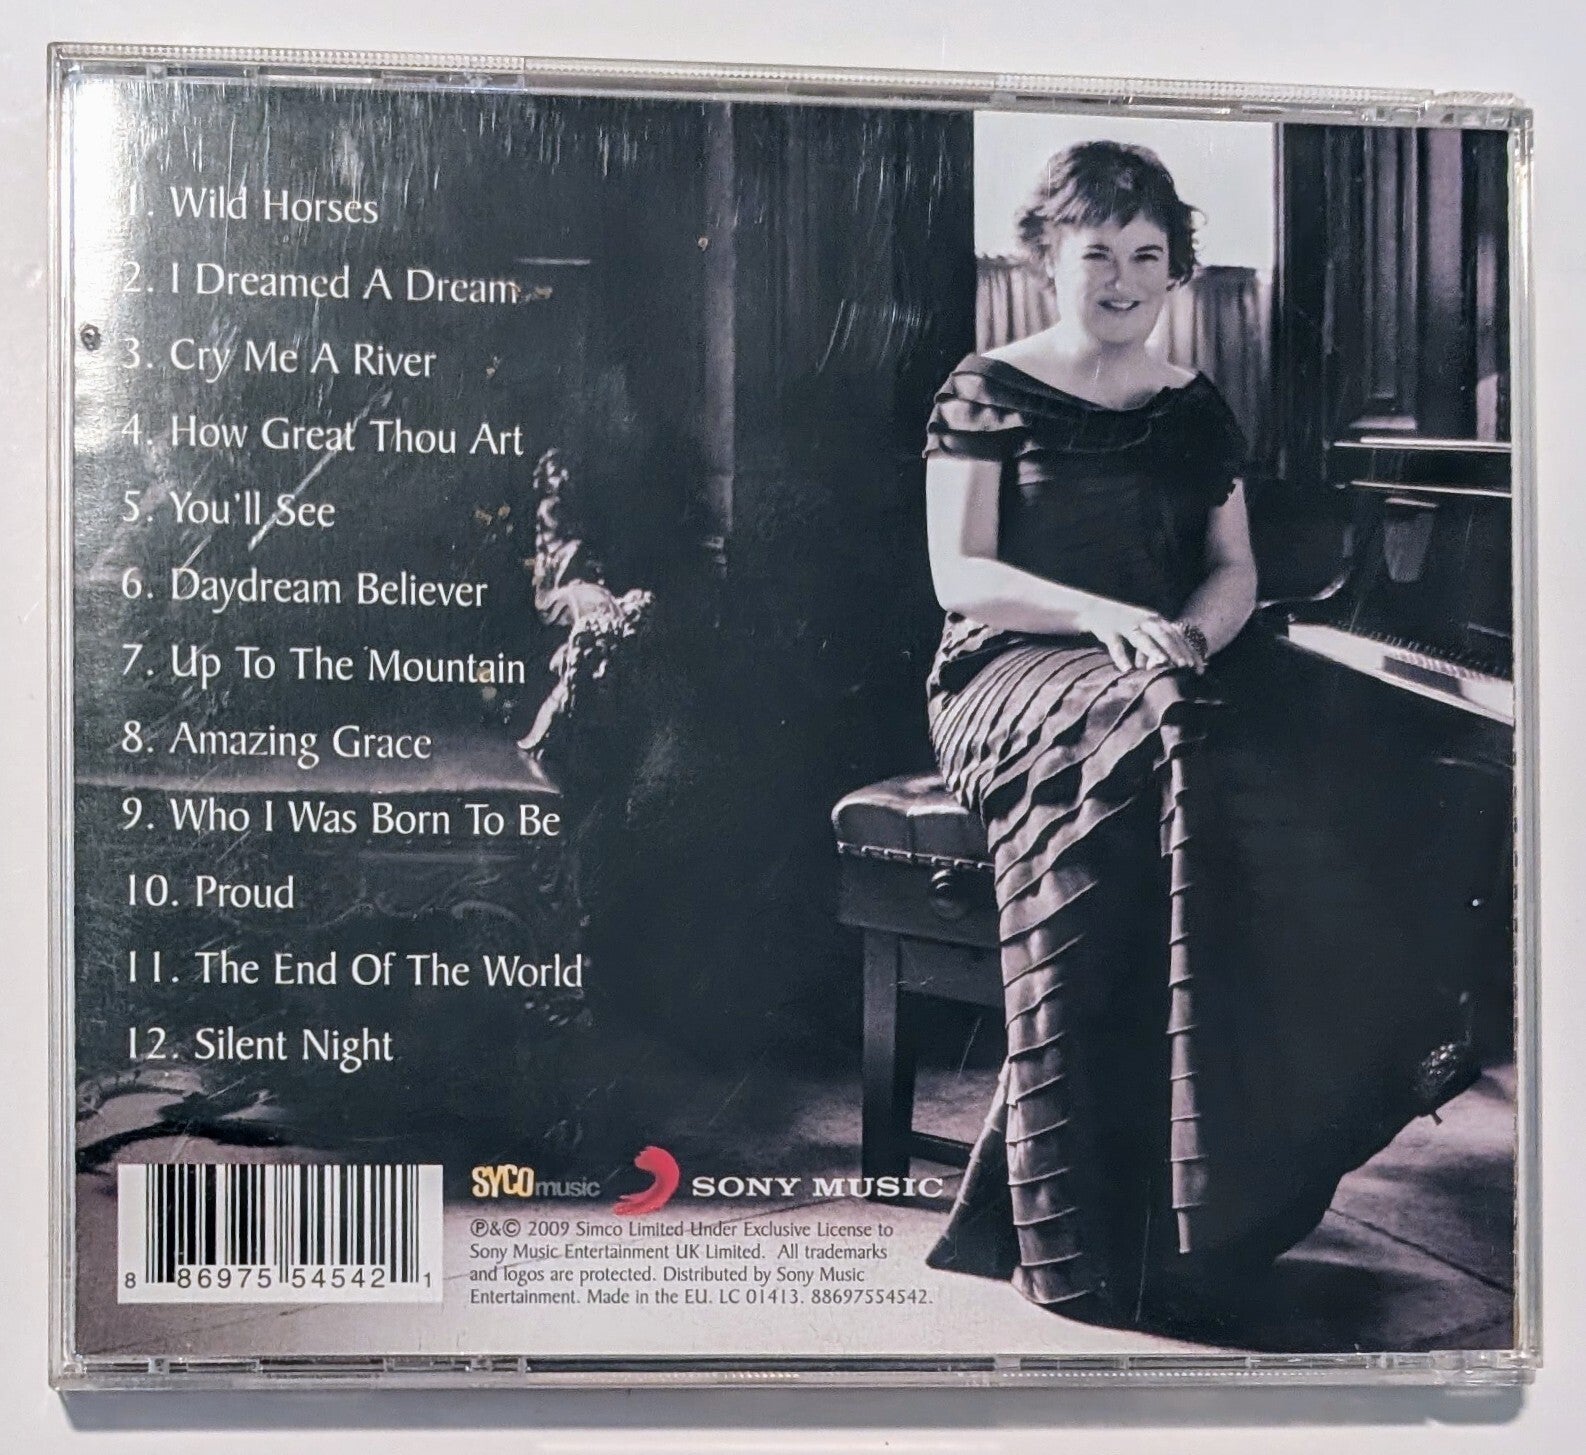 1. Wild Horses
2. I Dreamed A Dream
3. Cry Me A River
4. How Great Thou Art
5. You'll See
6. Daydream Believer
7. Up To The Mountain
8. Amazing Grace
9. Who I Was Born To Be
10. Proud
11. The End Of The World
12. Silent Night
8 86975 54542 1
SYCOmusic SONY MUSIC
℗&© 2009 Simco Limited Under Exclusive License to
Sony Music Entertainment UK Limited. All trademarks
and logos are protected. Distributed by Sony Music
Entertainment. Made in the EU. LC 01413. 88697554542.